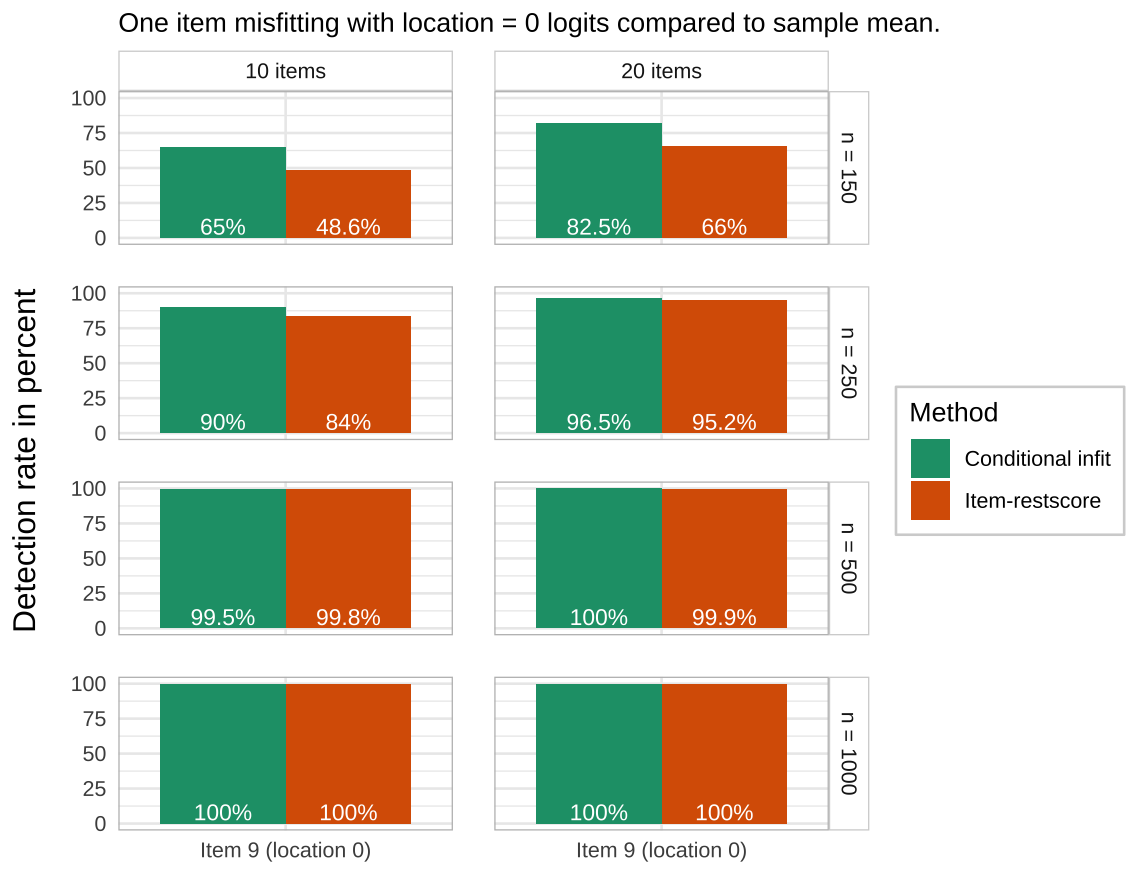 One item misfitting with location = 0 logits compared to sample mean.
10 items
20 items
Detection rate in percent
100
75
50
25
0
65%
48.6%
82.5%
66%
n = 150
100
75
50
25
0
90%
84%
96.5%
95.2%
n = 250
100
75
50
25
0
99.5%
99.8%
100%
99.9%
n = 500
100
75
50
25
0
100%
100%
100%
100%
n = 1000
Item 9 (location 0)
Item 9 (location 0)
Method
Conditional infit
Item-restscore